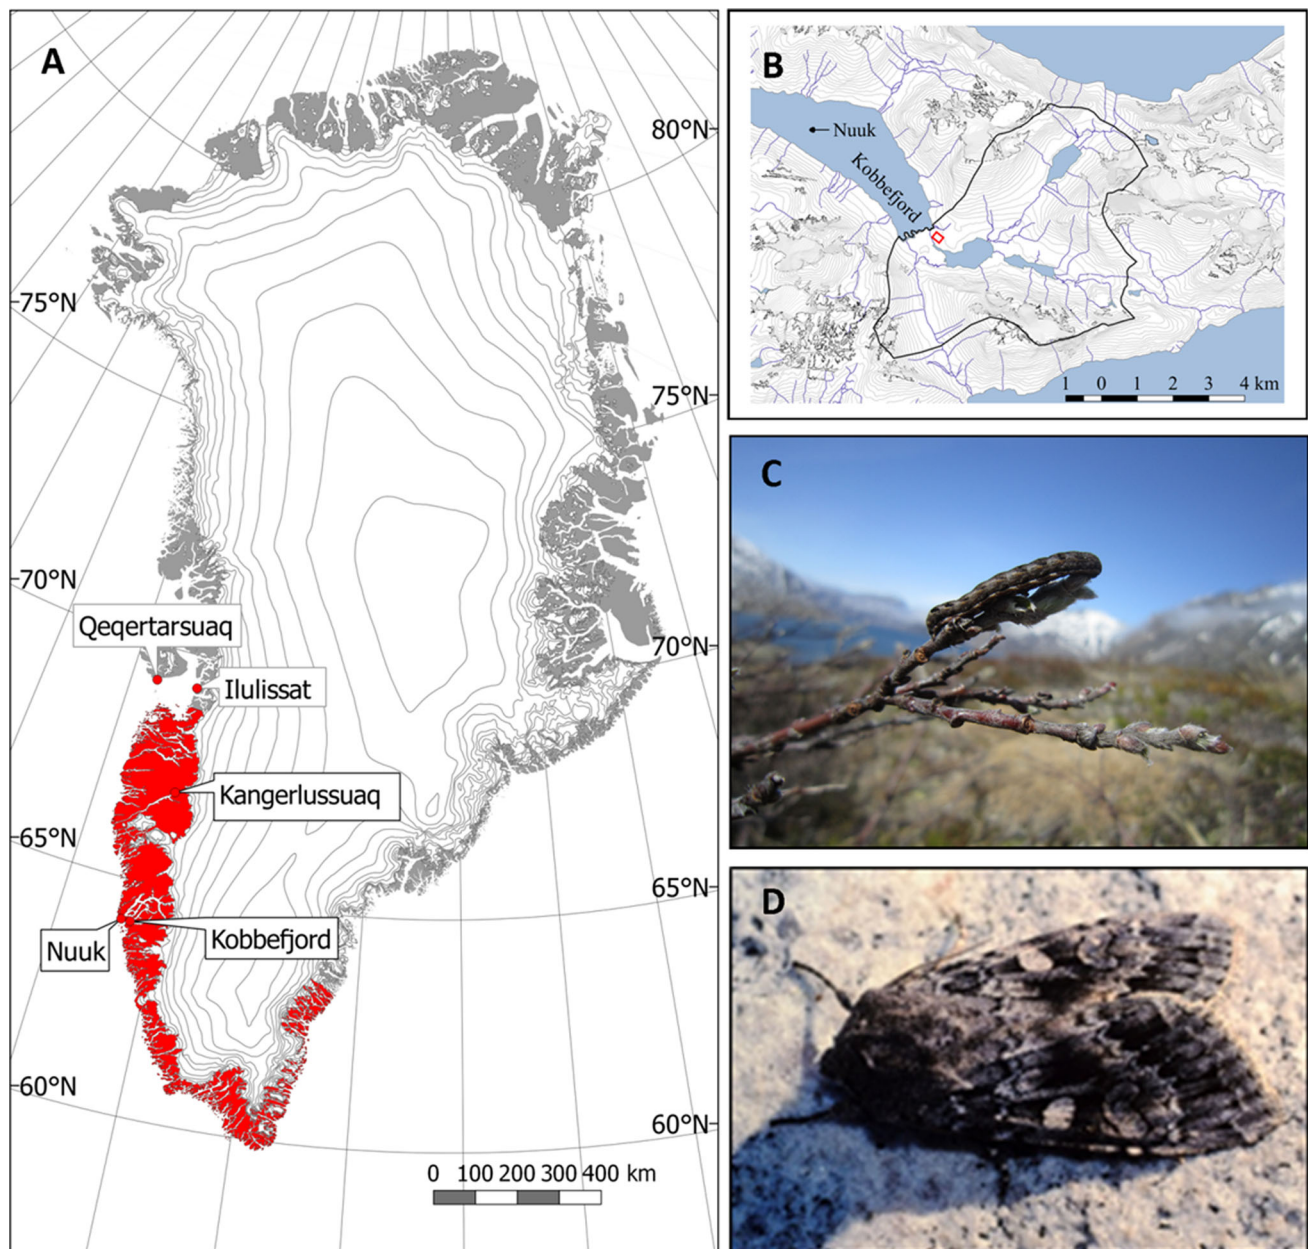 A
80°N
75°N
75°N
70°N
Qeqertarsuaq
70°N
Ilulissat
Kangerlussuaq
65°N
65°N
Nuuk
Kobbefjord
60°N
60°N
0 100 200 300 400 km
B
Nuuk
Kobbefjord
1 0 1 2 3 4 km
C
D